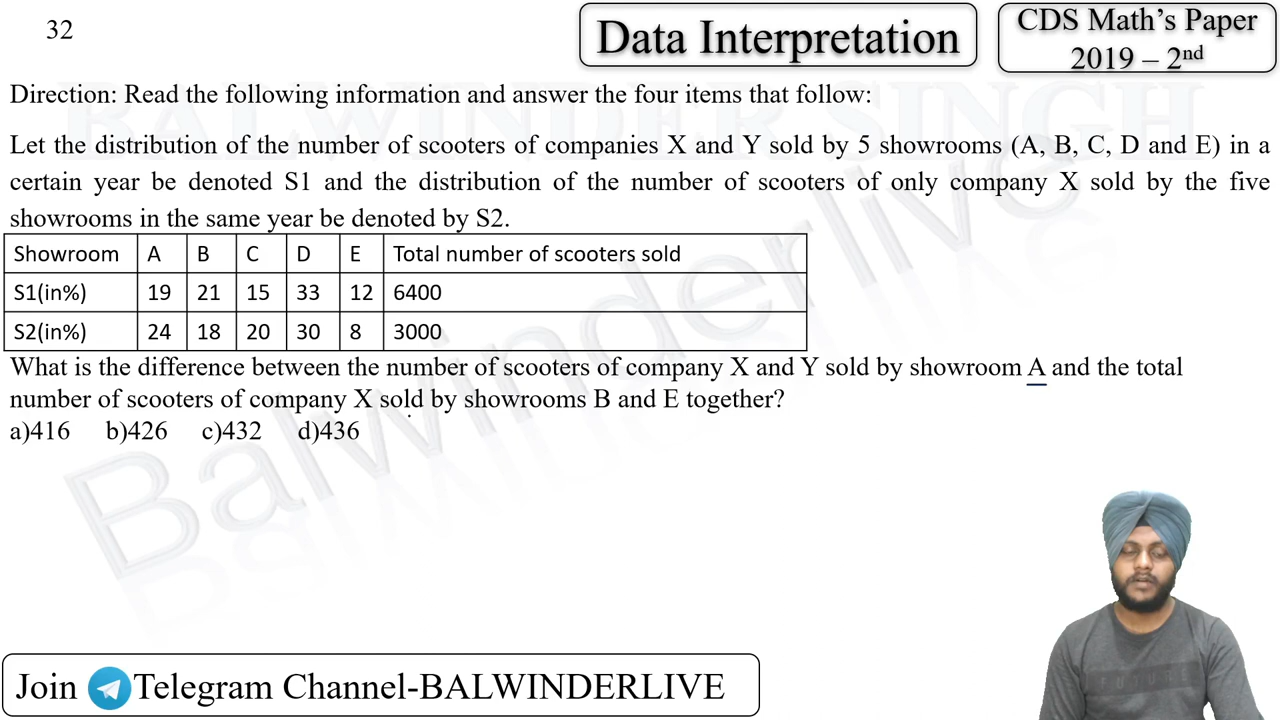 32
Data Interpretation
CDS Math’s Paper
2019 – 2nd
Direction: Read the following information and answer the four items that follow:
Let the distribution of the number of scooters of companies X and Y sold by 5 showrooms (A, B, C, D and E) in a
certain year be denoted S1 and the distribution of the number of scooters of only company X sold by the five
showrooms in the same year be denoted by S2.
Showroom A B C D E Total number of scooters sold
S1(in%) 19 21 15 33 12 6400
S2(in%) 24 18 20 30 8 3000
What is the difference between the number of scooters of company X and Y sold by showroom A and the total
number of scooters of company X sold by showrooms B and E together?
a)416 b)426 c)432 d)436
BALWINDER SINGH
Balwinderlive
FUTURE
Join Telegram Channel-BALWINDERLIVE